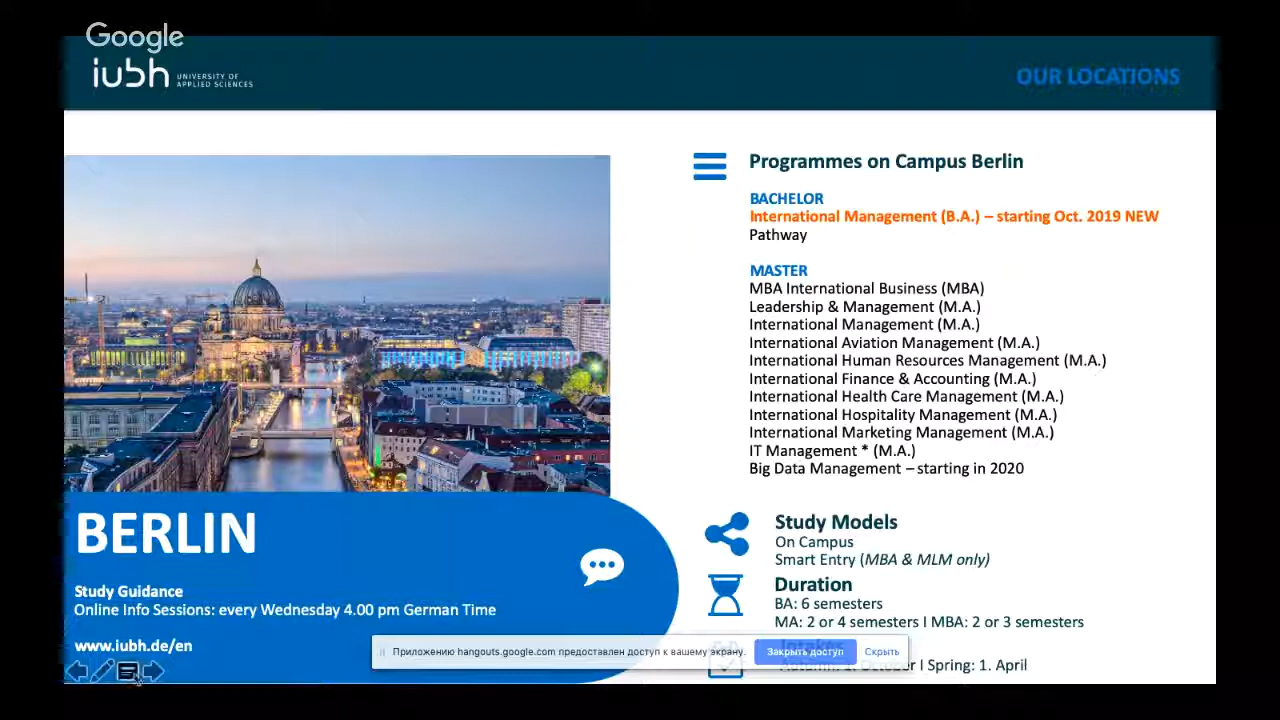 Google
iubh UNIVERSITY OF
APPLIED SCIENCES
OUR LOCATIONS
Programmes on Campus Berlin
BACHELOR
International Management (B.A.) – starting Oct. 2019 NEW
Pathway
MASTER
MBA International Business (MBA)
Leadership & Management (M.A.)
International Management (M.A.)
International Aviation Management (M.A.)
International Human Resources Management (M.A.)
International Finance & Accounting (M.A.)
International Health Care Management (M.A.)
International Hospitality Management (M.A.)
International Marketing Management (M.A.)
IT Management * (M.A.)
Big Data Management – starting in 2020
BERLIN
Study Guidance
Online Info Sessions: every Wednesday 4.00 pm German Time
www.iubh.de/en
Study Models
On Campus
Smart Entry (MBA & MLM only)
Duration
BA: 6 semesters
MA: 2 or 4 semesters I MBA: 2 or 3 semesters
Intakes
Autumn: 1. October I Spring: 1. April
Приложению hangouts.google.com предоставлен доступ к вашему экрану.
Закрыть доступ
Скрыть